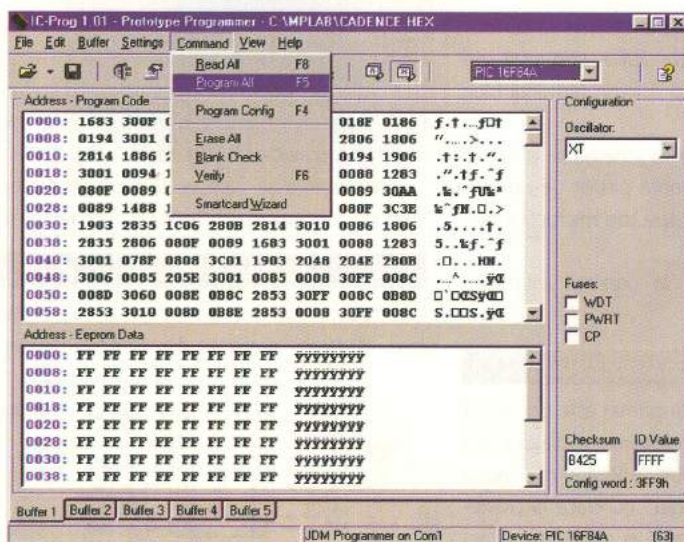 IC-Prog 1.01 - Prototype Programmer - C:\MPLAB\CADENCE.HEX
File Edit Buffer Settings Command View Help
Read All F8
Program All F5
Program Config F4
Erase All
Blank Check
Verify F6
Smartcard Wizard
PIC 16F84A
Address - Program Code
0000: 1683 300F 018F 0186
0008: 0194 3001 2806 1806
0010: 2814 1886 0194 1906
0018: 3001 0094 0088 1283
0020: 080F 0089 0089 30AA
0028: 0089 1488 080F 3C3E
0030: 1903 2835 1C06 280B 2814 3010 0086 1806
0038: 2835 2806 080F 0089 1683 3001 0088 1283
0040: 3001 078F 0808 3C01 1903 2048 204E 280B
0048: 3006 0085 205E 3001 0085 0008 30FF 008C
0050: 008D 3060 008E 0B8C 2853 30FF 008C 0B8D
0058: 2853 3010 008D 0B8E 2853 0008 30FF 008C
Address - Eeprom Data
0000: FF FF FF FF FF FF FF FF ÿÿÿÿÿÿÿÿ
0008: FF FF FF FF FF FF FF FF ÿÿÿÿÿÿÿÿ
0010: FF FF FF FF FF FF FF FF ÿÿÿÿÿÿÿÿ
0018: FF FF FF FF FF FF FF FF ÿÿÿÿÿÿÿÿ
0020: FF FF FF FF FF FF FF FF ÿÿÿÿÿÿÿÿ
0028: FF FF FF FF FF FF FF FF ÿÿÿÿÿÿÿÿ
0030: FF FF FF FF FF FF FF FF ÿÿÿÿÿÿÿÿ
0038: FF FF FF FF FF FF FF FF ÿÿÿÿÿÿÿÿ
Configuration
Oscillator:
XT
Fuses:
WDT
PWRT
CP
Checksum ID Value
B425 FFFF
Config word : 3FF9h
Buffer 1 Buffer 2 Buffer 3 Buffer 4 Buffer 5
JDM Programmer on Com1 Device: PIC 16F84A (63)